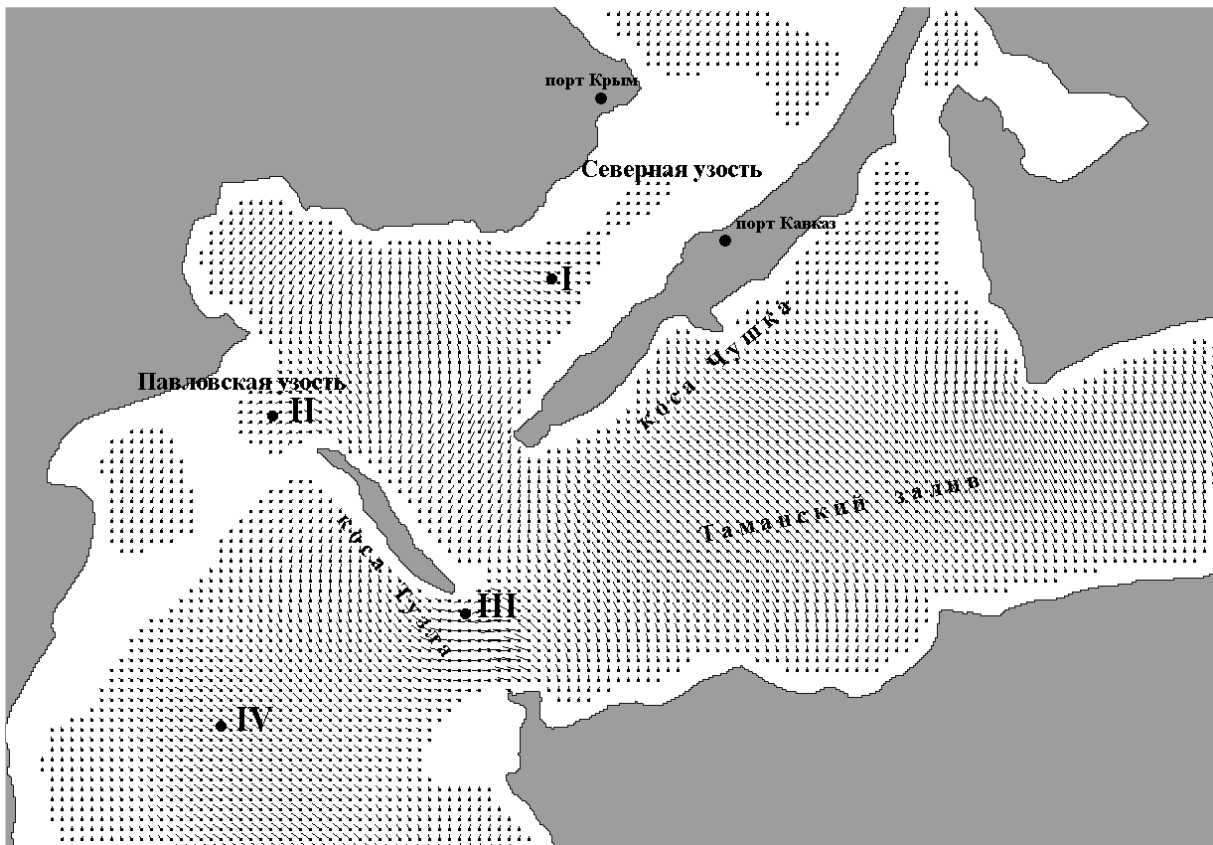 порт Крым
Северная узость
порт Кавказ
I
коса Чушка
Павловская узость
II
Таманский залив
коса Тузла
III
IV